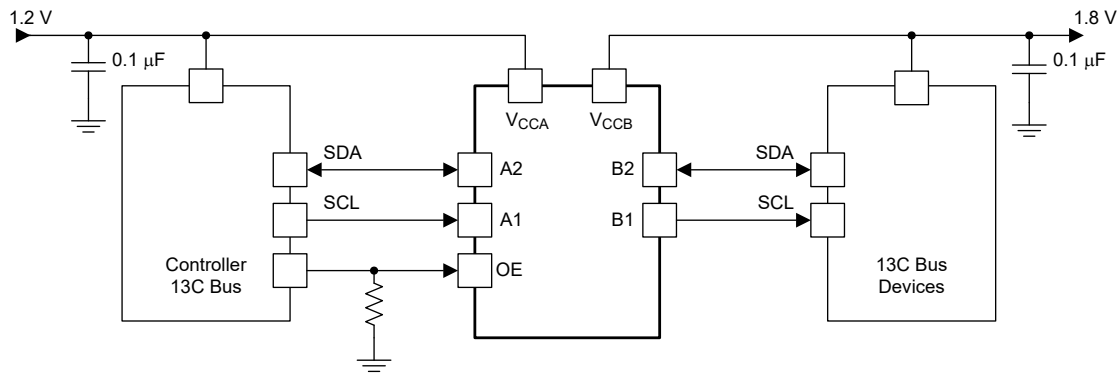 1.2 V
1.8 V
0.1 μF
0.1 μF
VCCA
VCCB
SDA
A2
B2
SDA
SCL
A1
B1
SCL
OE
Controller
13C Bus
13C Bus
Devices